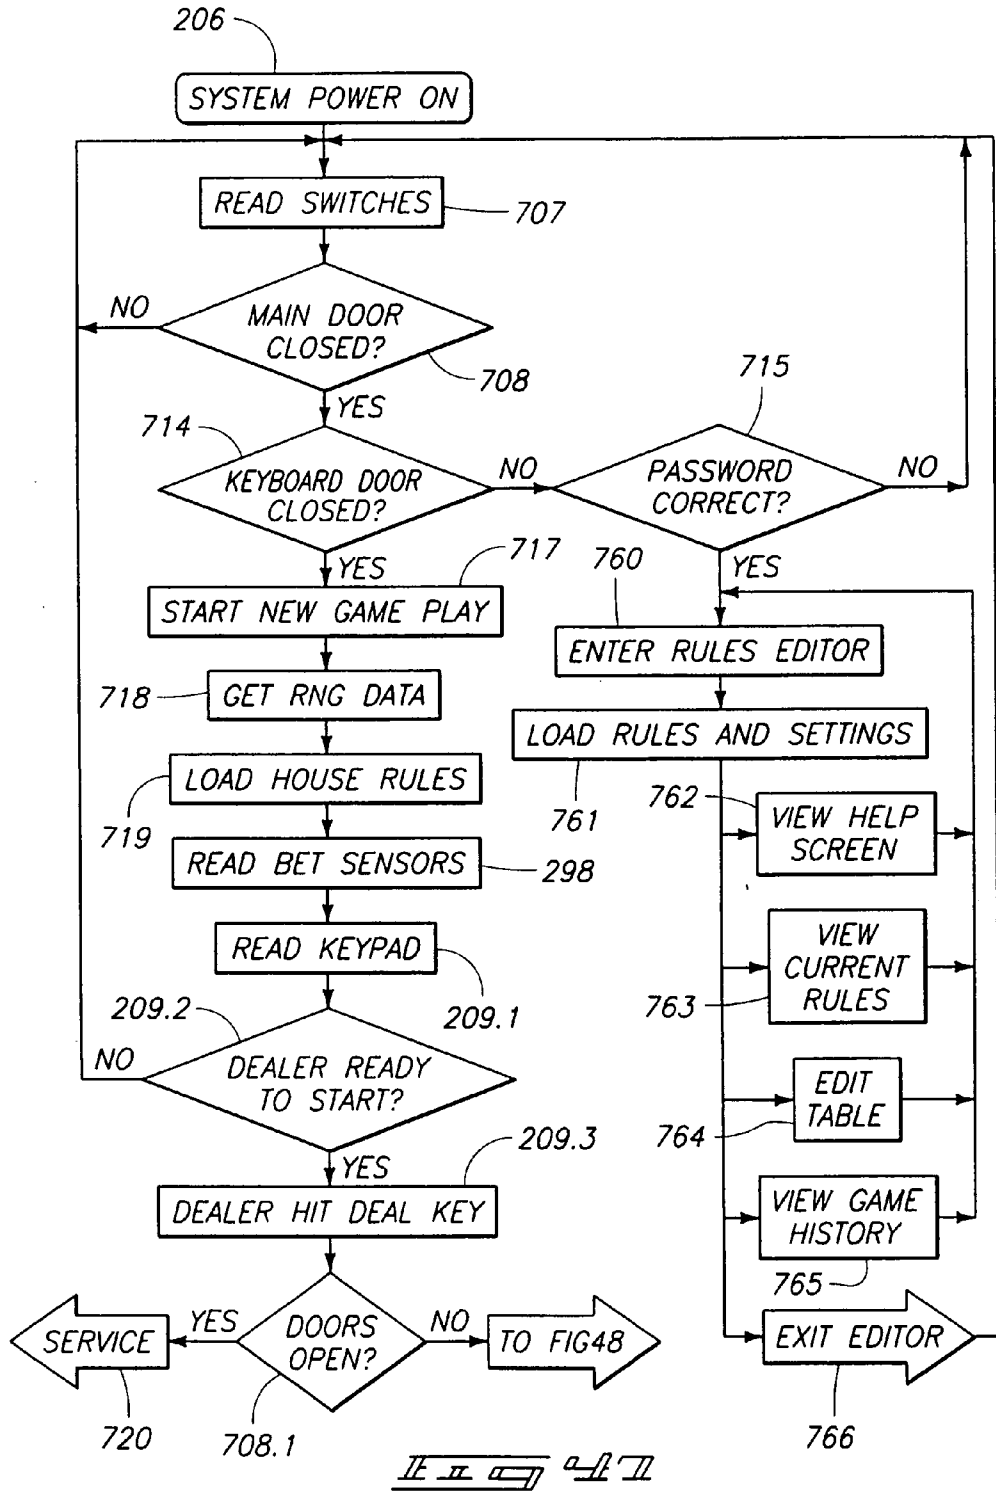 206
SYSTEM POWER ON
READ SWITCHES
707
NO
MAIN DOOR
CLOSED?
708
YES
714
KEYBOARD DOOR
CLOSED?
NO
715
PASSWORD
CORRECT?
NO
YES
717
START NEW GAME PLAY
718
GET RNG DATA
LOAD HOUSE RULES
719
READ BET SENSORS
298
READ KEYPAD
209.1
209.2
NO
DEALER READY
TO START?
YES
209.3
DEALER HIT DEAL KEY
YES
DOORS
OPEN?
NO
SERVICE
TO FIG48
720
708.1
YES
760
ENTER RULES EDITOR
LOAD RULES AND SETTINGS
761
762
VIEW HELP
SCREEN
VIEW
CURRENT
RULES
763
EDIT
TABLE
764
VIEW GAME
HISTORY
765
EXIT EDITOR
766
FIG 47